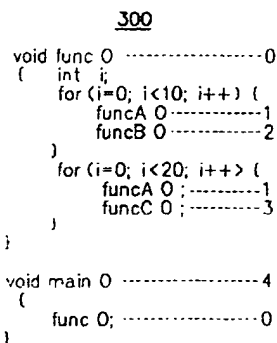 300
void func () ---------------0
{ int i;
for (i=0; i<10; i++) {
funcA () -----------1
funcB () -----------2
}
for (i=0; i<20; i++> {
funcA () ; ---------1
funcC () ; ----------3
}
}
void main () ------------------4
{
func (); ----------------0
}